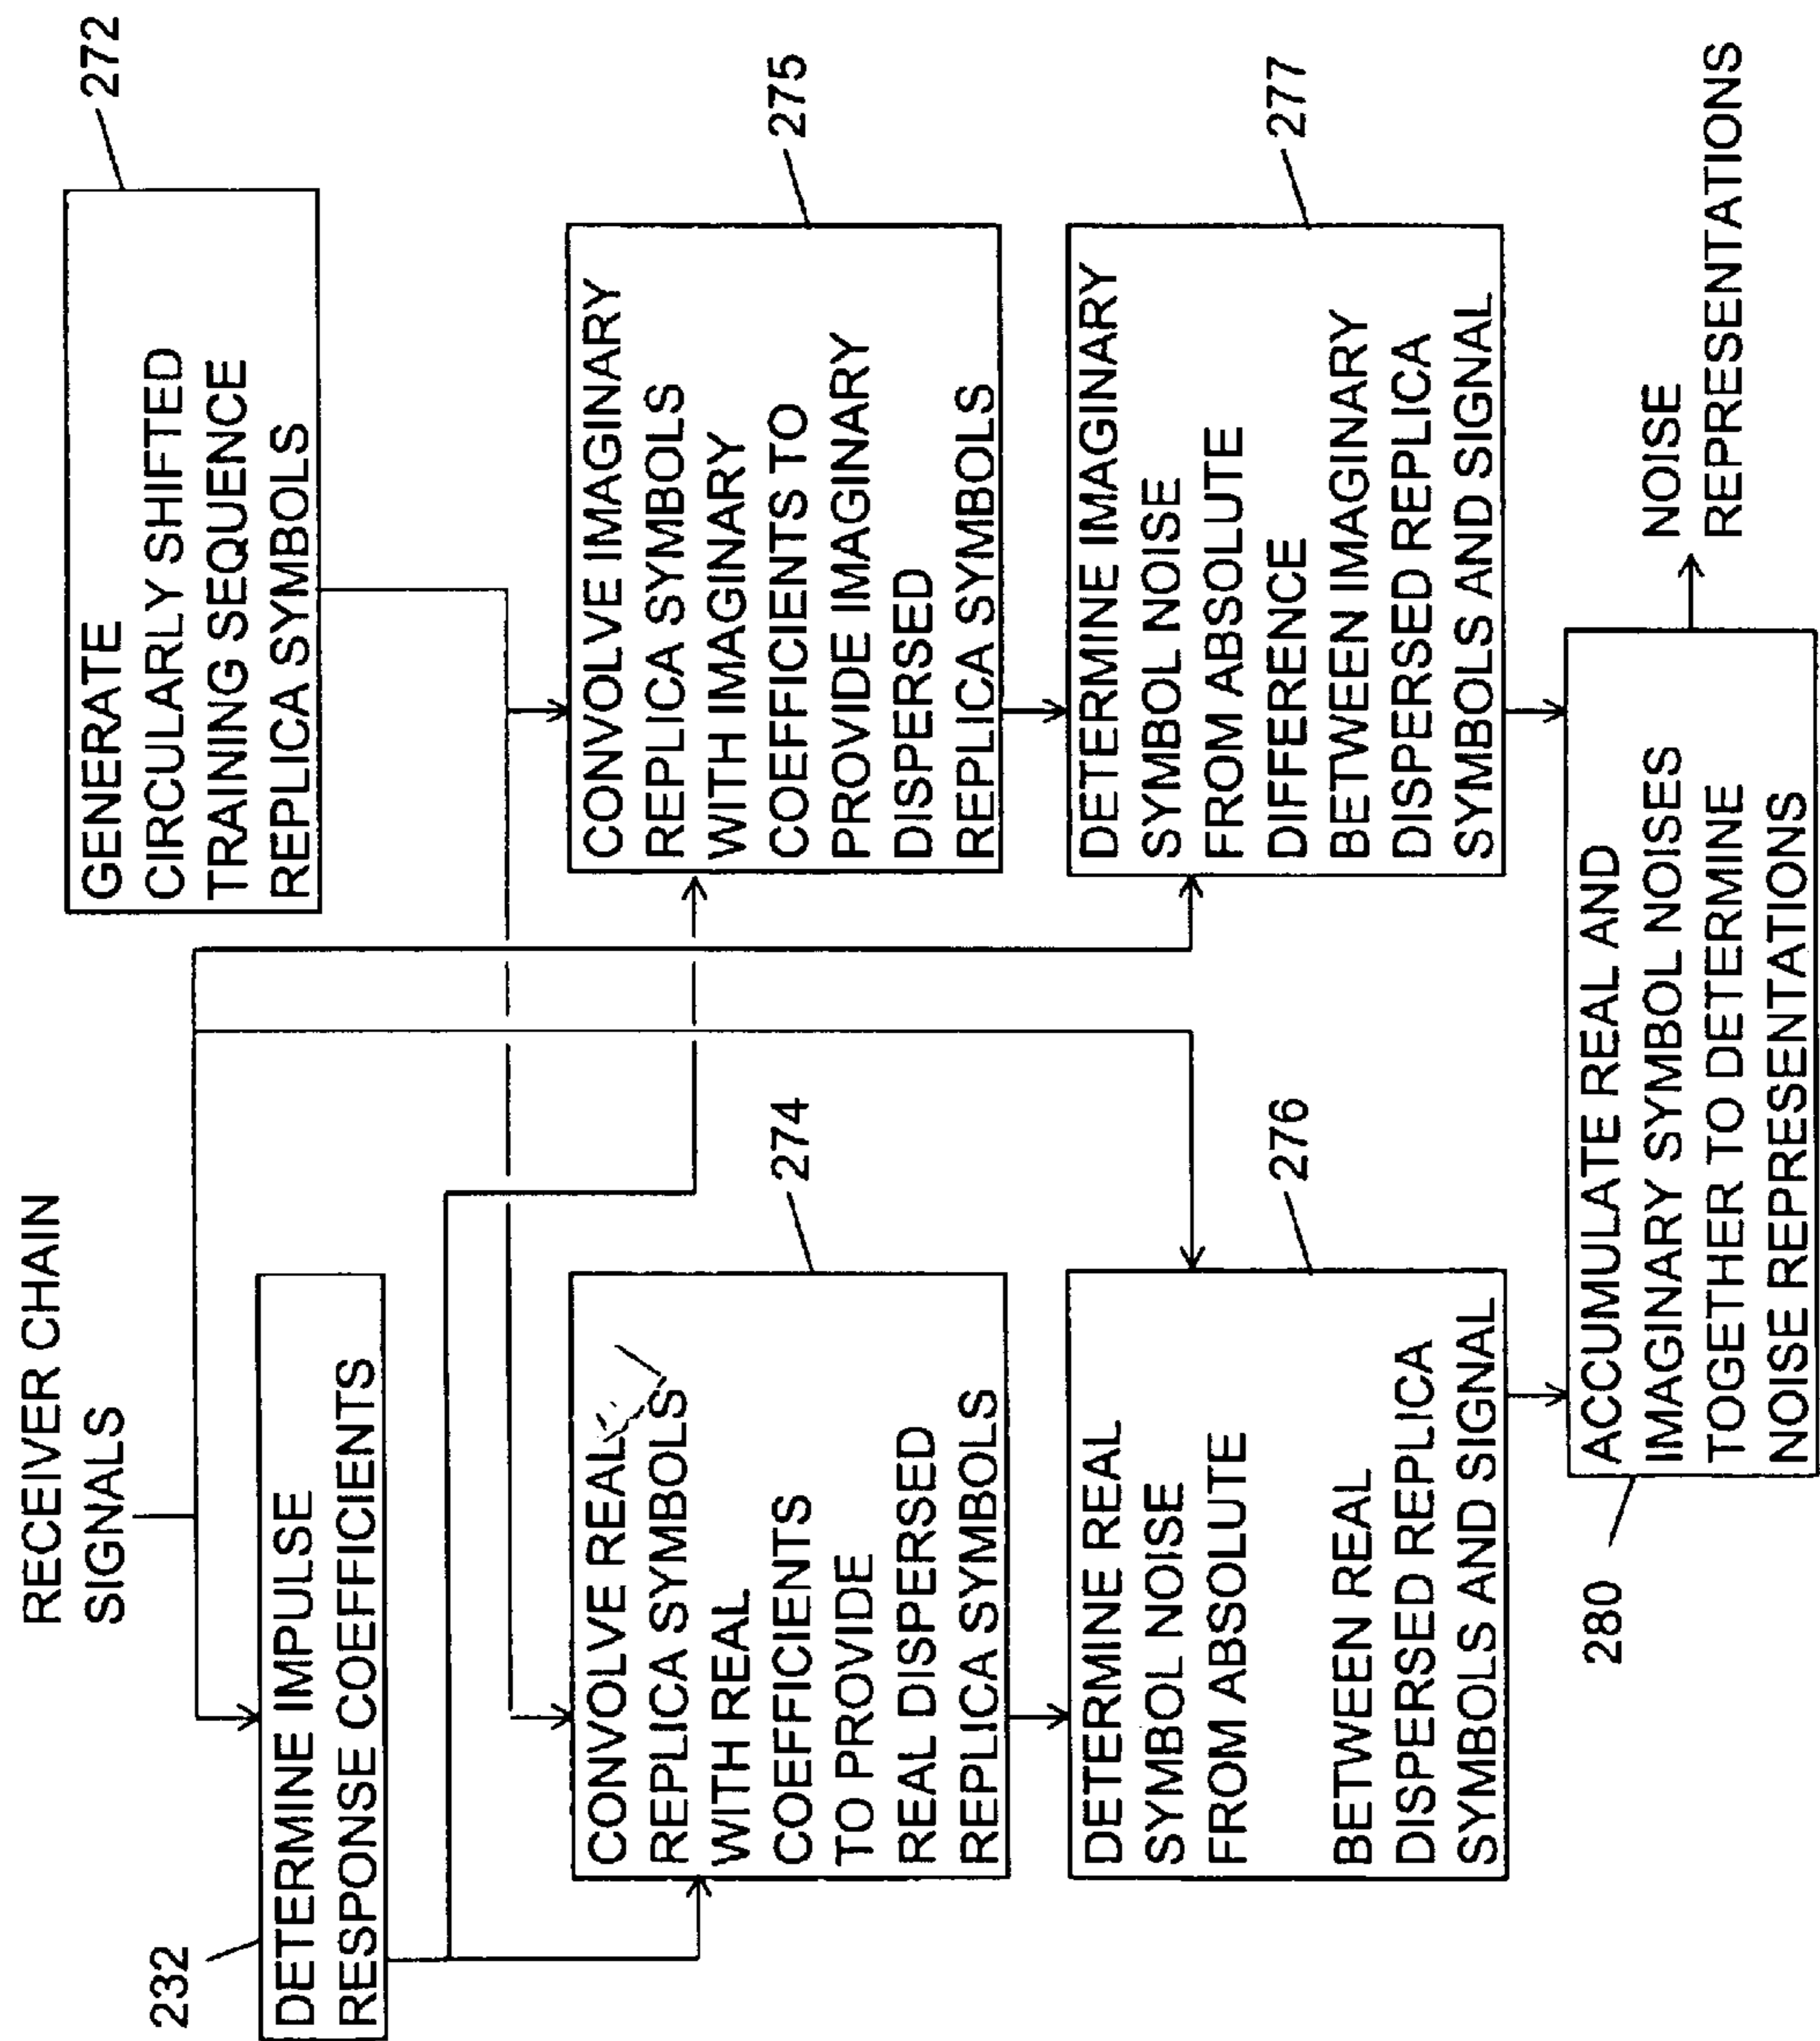 RECEIVER CHAIN
SIGNALS
232
DETERMINE IMPULSE
RESPONSE COEFFICIENTS
272
GENERATE
CIRCULARLY SHIFTED
TRAINING SEQUENCE
REPLICA SYMBOLS
274
CONVOLVE REAL
REPLICA SYMBOLS
WITH REAL
COEFFICIENTS
TO PROVIDE
REAL DISPERSED
REPLICA SYMBOLS
275
CONVOLVE IMAGINARY
REPLICA SYMBOLS
WITH IMAGINARY
COEFFICIENTS TO
PROVIDE IMAGINARY
DISPERSED
REPLICA SYMBOLS
276
DETERMINE REAL
SYMBOL NOISE
FROM ABSOLUTE
BETWEEN REAL
DISPERSED REPLICA
SYMBOLS AND SIGNAL
277
DETERMINE IMAGINARY
SYMBOL NOISE
FROM ABSOLUTE
DIFFERENCE
BETWEEN IMAGINARY
DISPERSED REPLICA
SYMBOLS AND SIGNAL
280
ACCUMULATE REAL AND
IMAGINARY SYMBOL NOISES
TOGETHER TO DETERMINE
NOISE REPRESENTATIONS
NOISE
REPRESENTATIONS